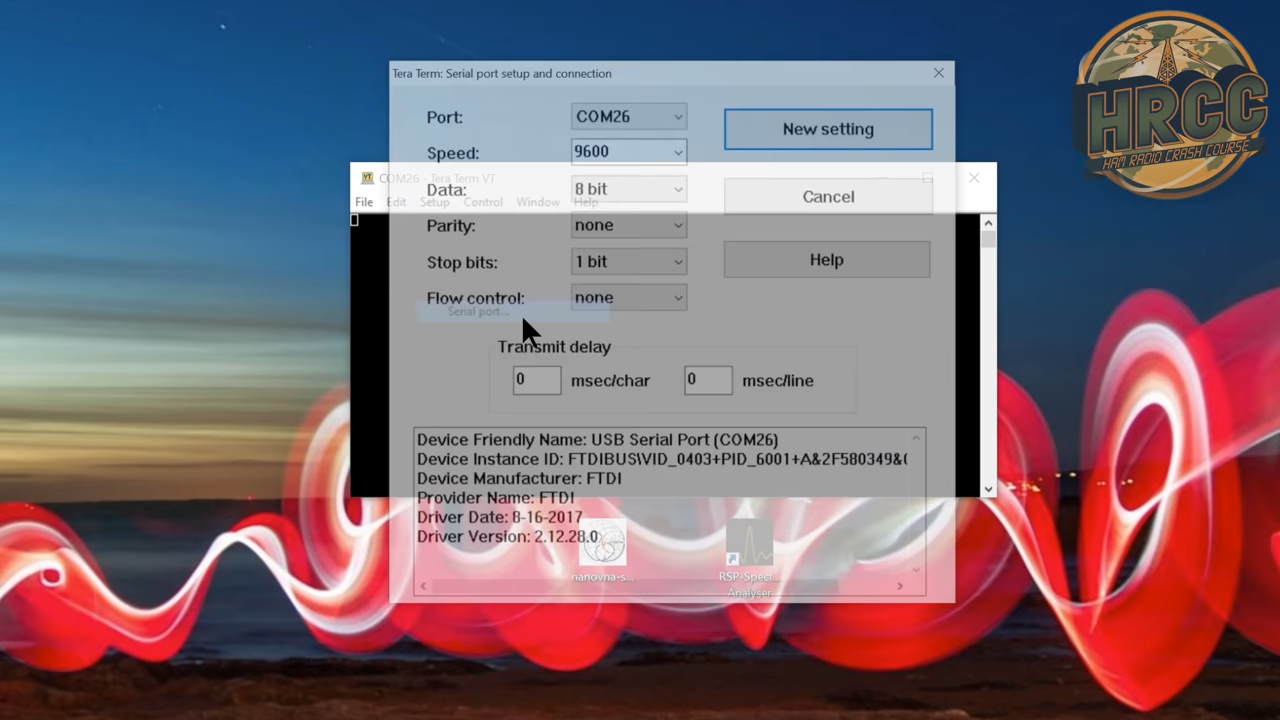 HRCC
HAM RADIO CRASH COURSE
Tera Term: Serial port setup and connection
Port: COM26 New setting
Speed: 9600
VT COM26 - Tera Term VT
File Edit Setup Control Window Help
Data: 8 bit Cancel
Parity: none
Stop bits: 1 bit Help
Flow control: none
Serial port...
Transmit delay
0 msec/char 0 msec/line
Device Friendly Name: USB Serial Port (COM26)
Device Instance ID: FTDIBUS\VID_0403+PID_6001+A&2F580349&(
Device Manufacturer: FTDI
Provider Name: FTDI
Driver Date: 8-16-2017
Driver Version: 2.12.28.0
nanovna-s...
RSP-Spect...
Analyser